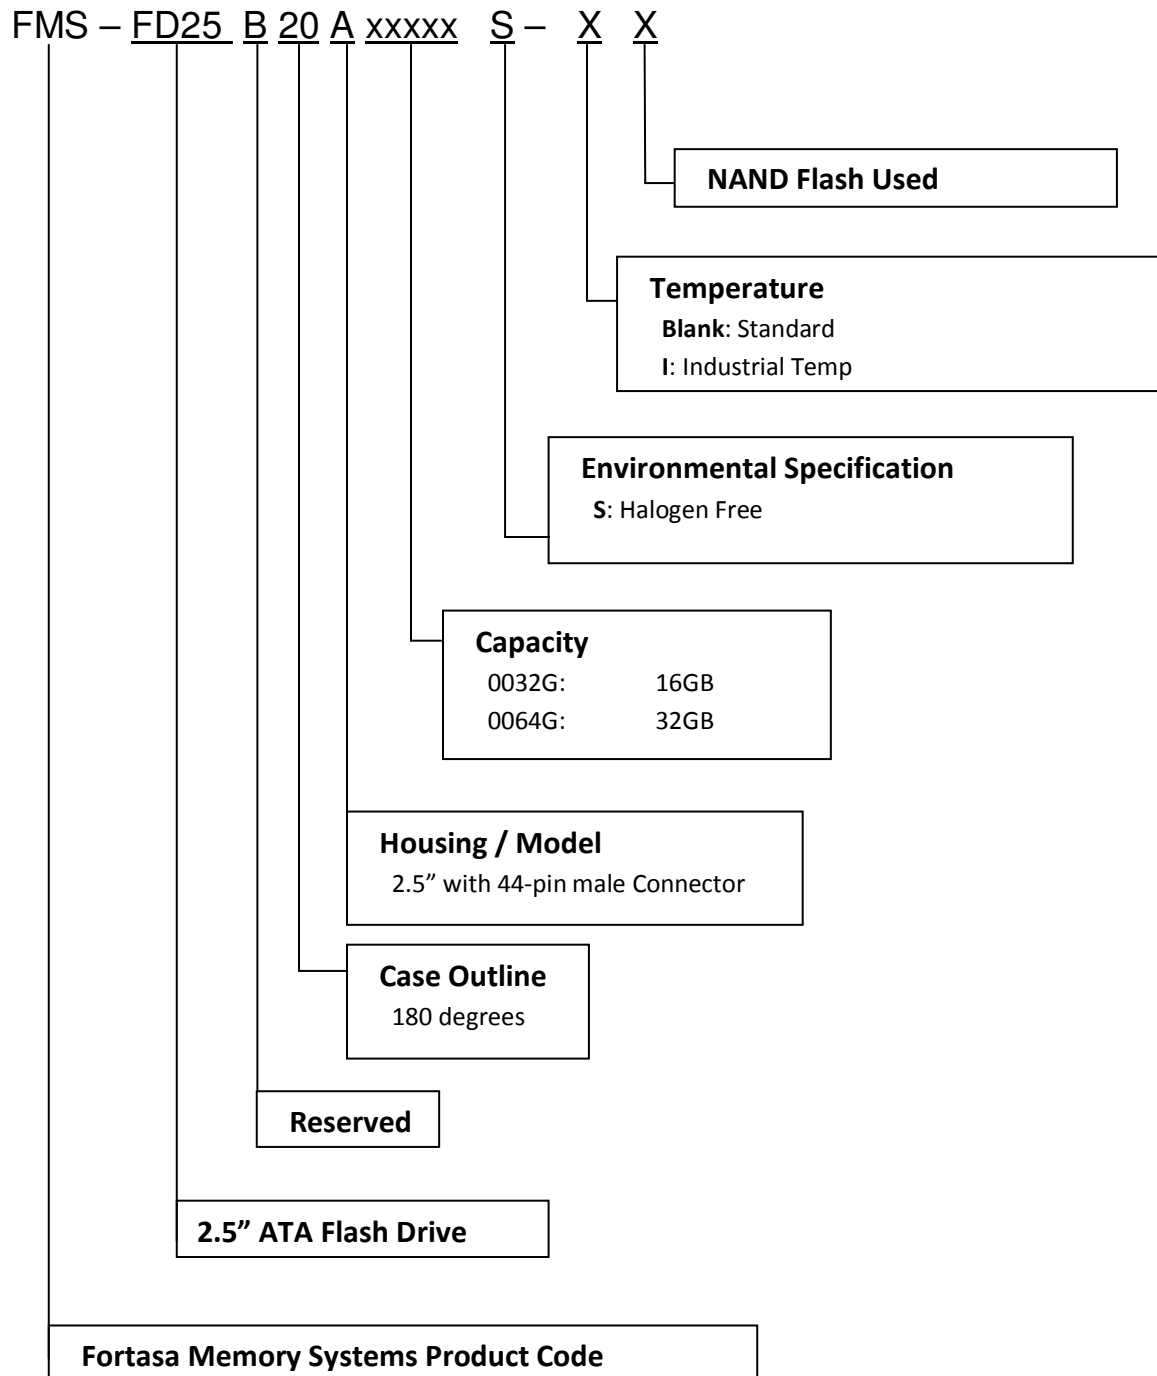 FMS – FD25 B 20 A xxxxx S – X X
NAND Flash Used
Temperature
Blank: Standard
I: Industrial Temp
Environmental Specification
S: Halogen Free
Capacity
0032G: 16GB
0064G: 32GB
Housing / Model
2.5” with 44-pin male Connector
Case Outline
180 degrees
Reserved
2.5” ATA Flash Drive
Fortasa Memory Systems Product Code